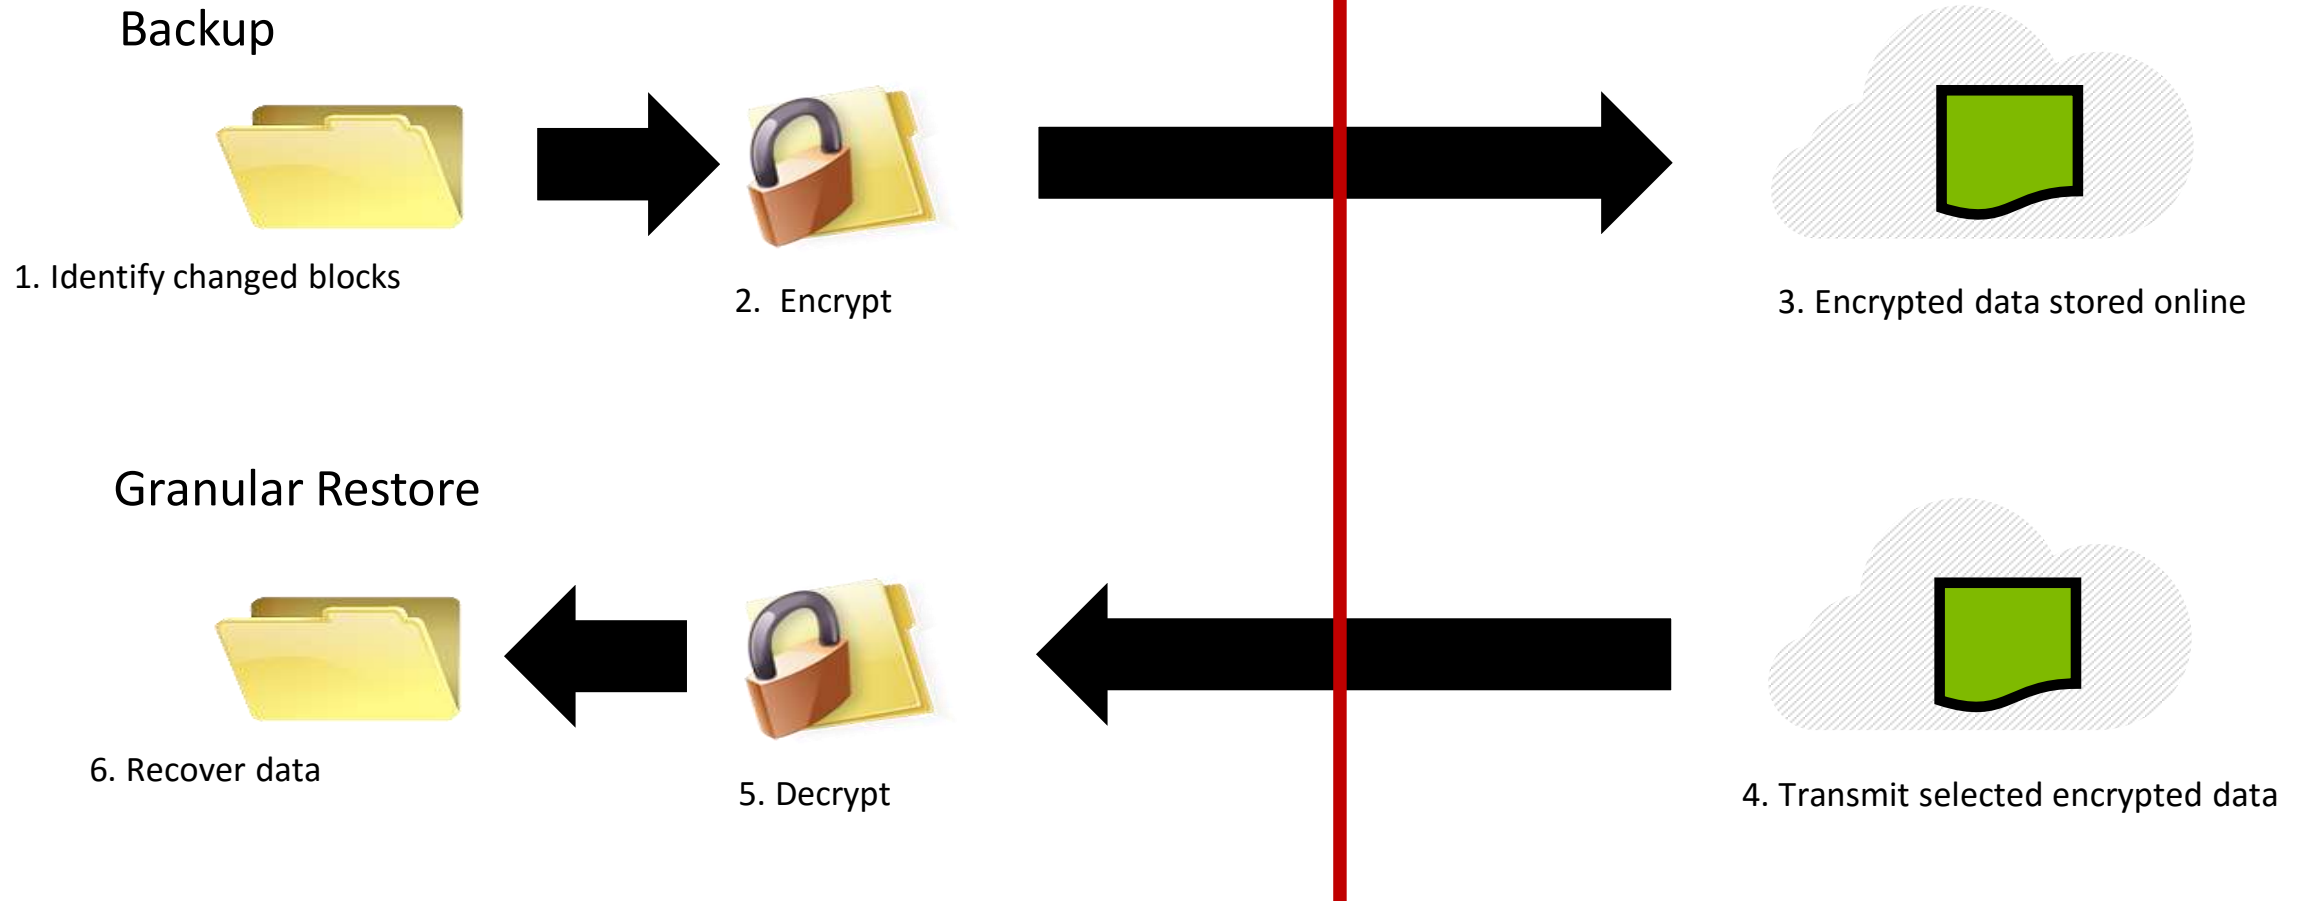 Backup
1. Identify changed blocks
2. Encrypt
3. Encrypted data stored online
Granular Restore
6. Recover data
5. Decrypt
4. Transmit selected encrypted data